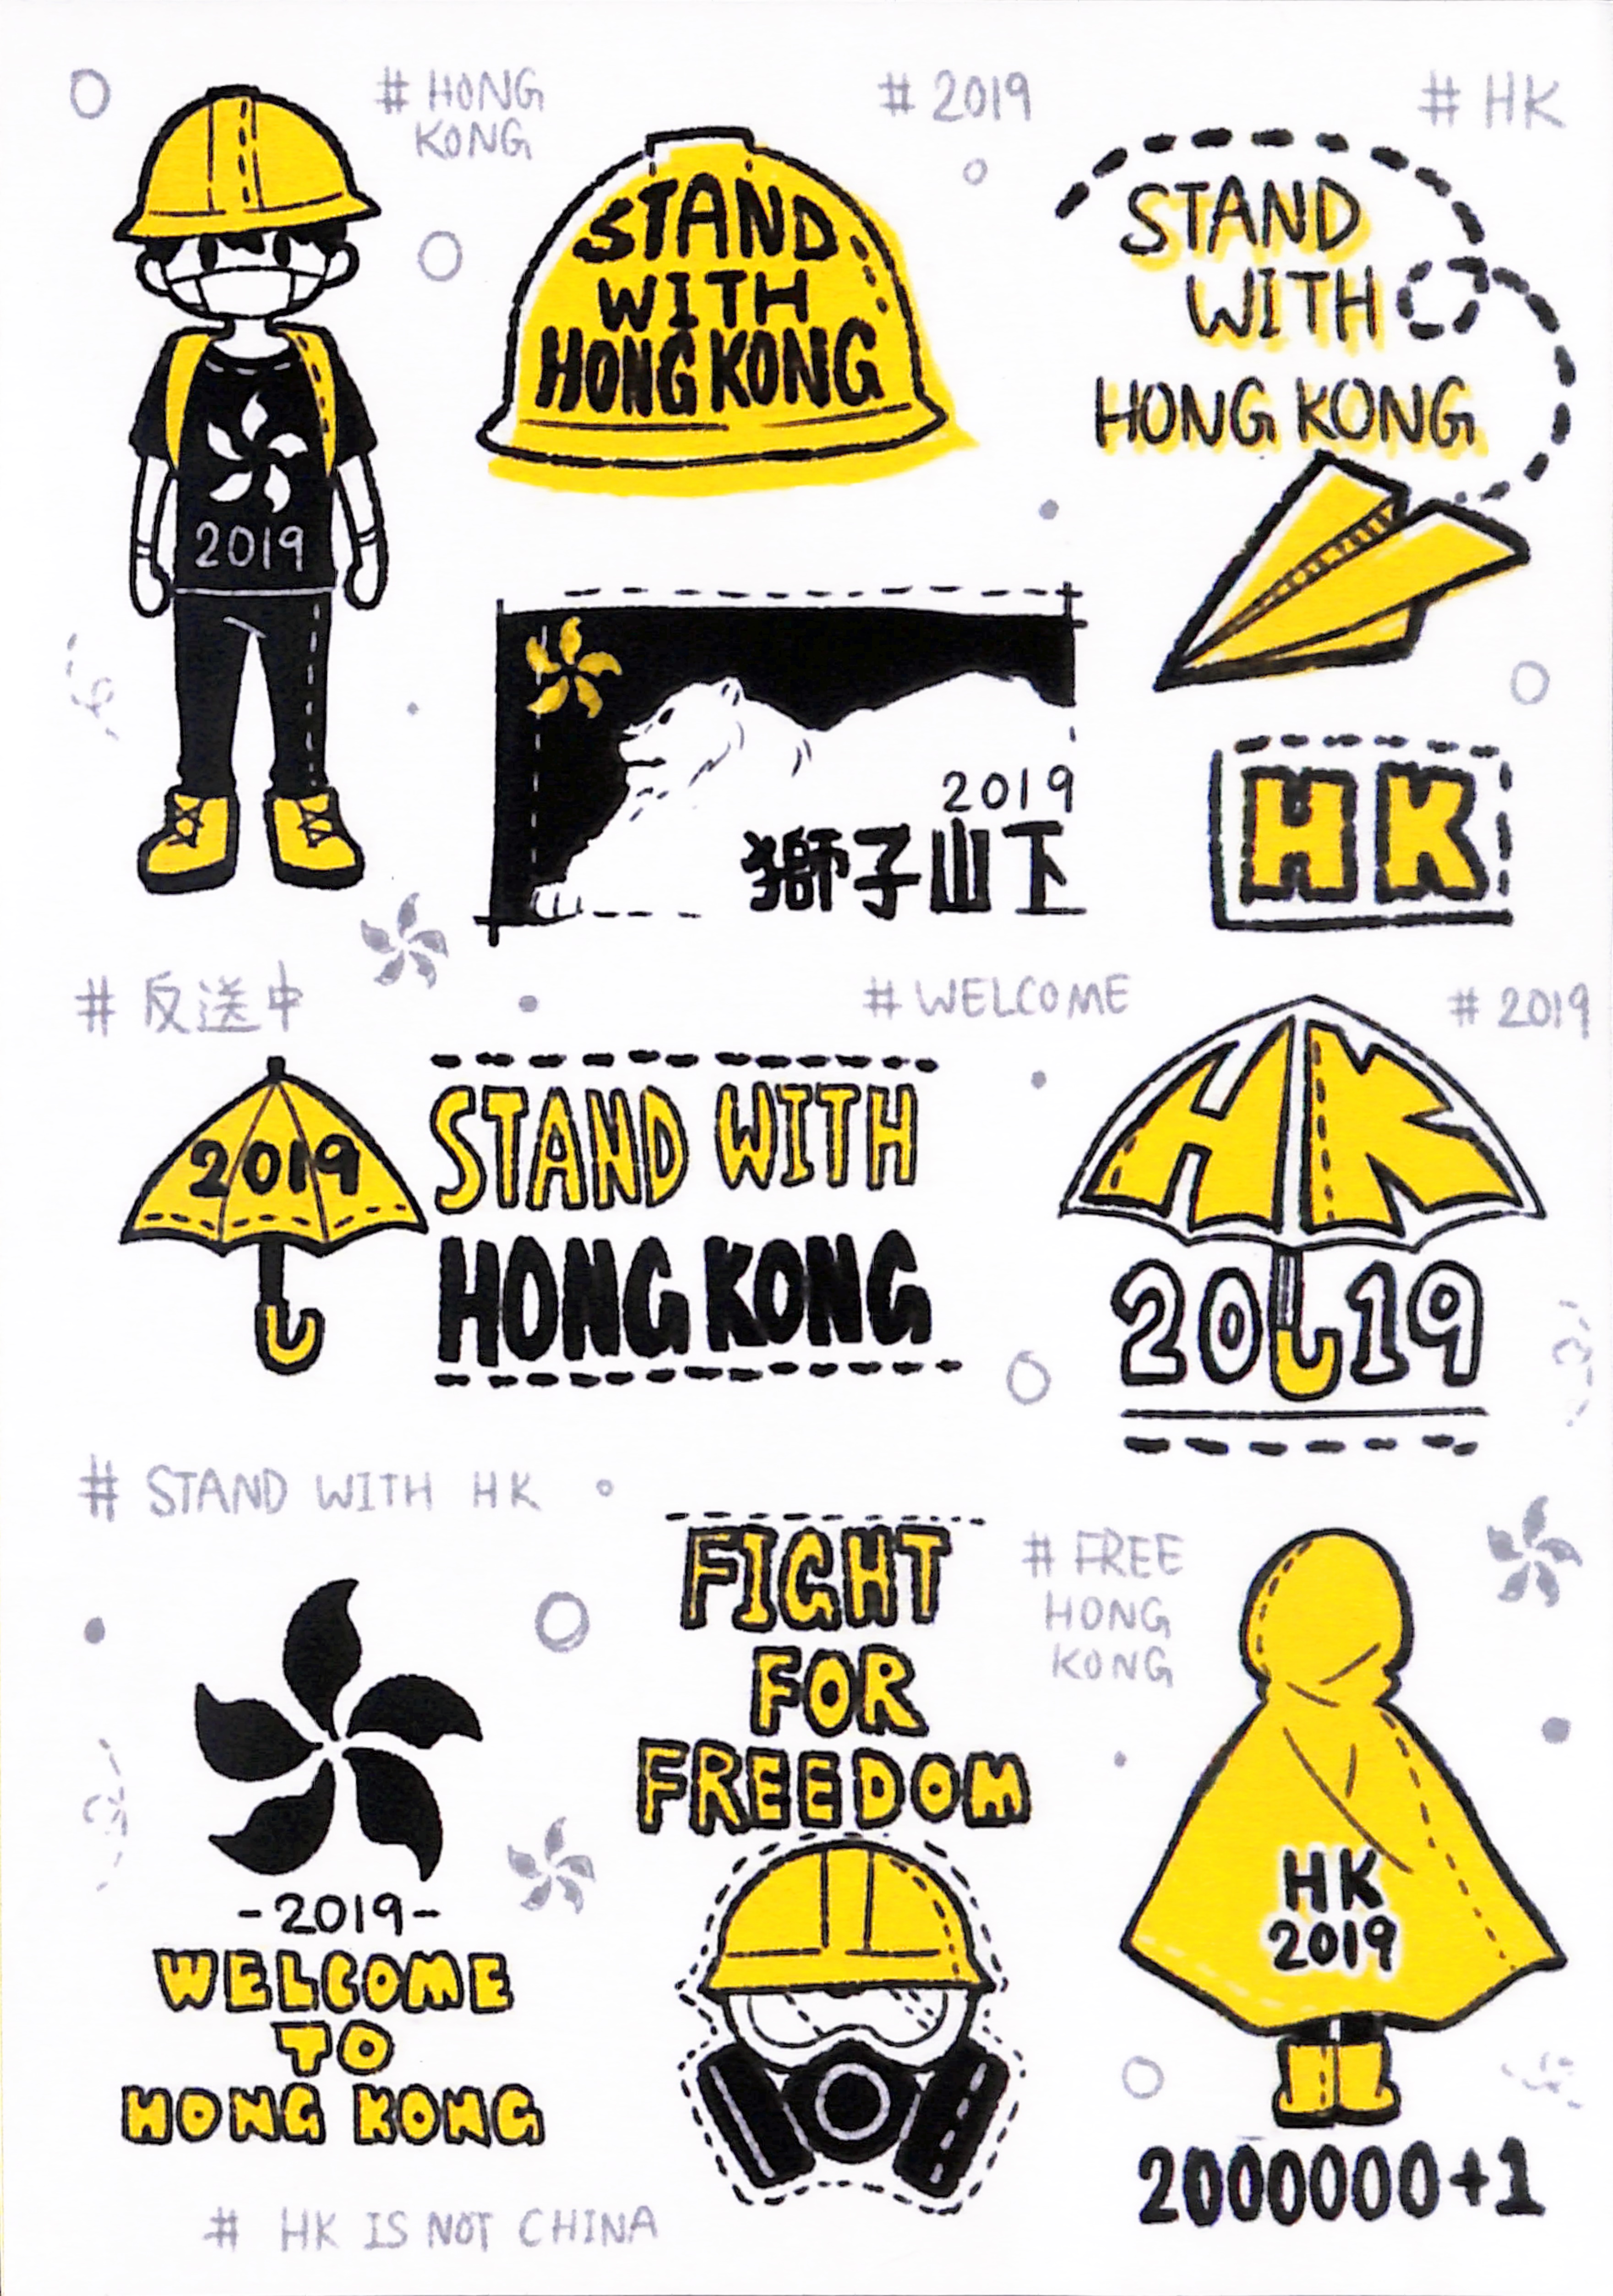 # HONG
KONG
# 2019
# HK
STAND
WITH
HONG KONG
STAND
WITH
HONG KONG
2019
2019
獅子山下
HK
# 反送中
# WELCOME
# 2019
2019
STAND WITH
HONG KONG
HK
2019
# STAND WITH HK
FIGHT
FOR
FREEDOM
# FREE
HONG
KONG
-2019-
WELCOME
TO
HONG KONG
HK
2019
2000000+1
# HK IS NOT CHINA